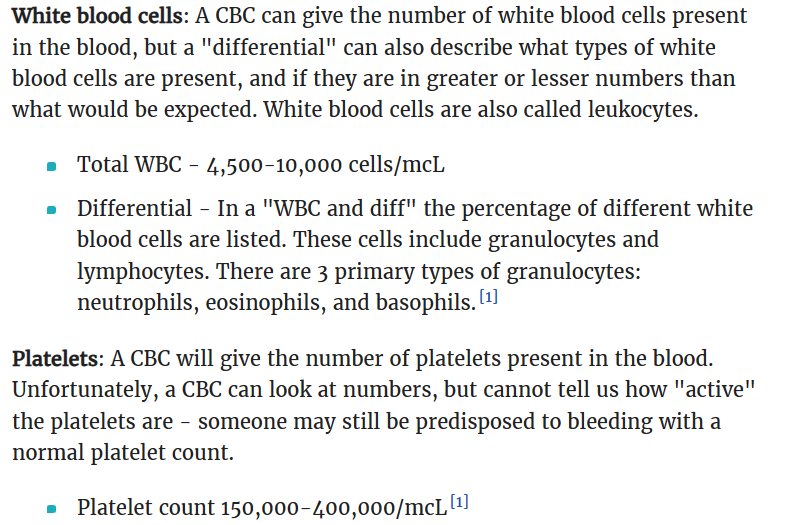 White blood cells: A CBC can give the number of white blood cells present
in the blood, but a "differential" can also describe what types of white
blood cells are present, and if they are in greater or lesser numbers than
what would be expected. White blood cells are also called leukocytes.
Total WBC - 4,500-10,000 cells/mcL
Differential - In a "WBC and diff" the percentage of different white
blood cells are listed. These cells include granulocytes and
lymphocytes. There are 3 primary types of granulocytes:
neutrophils, eosinophils, and basophils. [1]
Platelets: A CBC will give the number of platelets present in the blood.
Unfortunately, a CBC can look at numbers, but cannot tell us how "active"
the platelets are - someone may still be predisposed to bleeding with a
normal platelet count.
Platelet count 150,000-400,000/mcL [1]